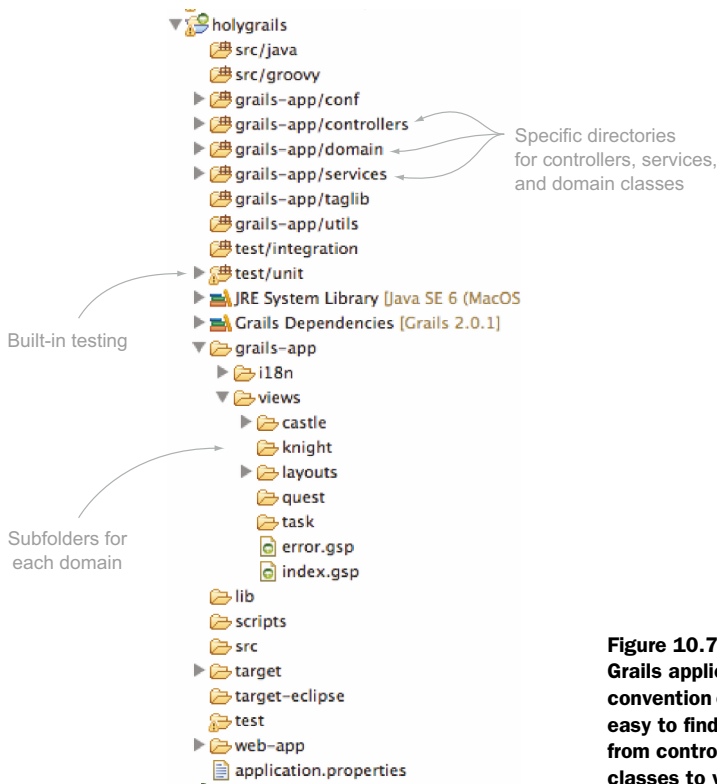 holygrails
src/java
src/groovy
grails-app/conf
grails-app/controllers
grails-app/domain
grails-app/services
grails-app/taglib
grails-app/utils
test/integration
test/unit
JRE System Library [Java SE 6 (MacOS
Grails Dependencies [Grails 2.0.1]
grails-app
i18n
views
castle
knight
layouts
quest
task
error.gsp
index.gsp
lib
scripts
src
target
target-eclipse
test
web-app
application.properties
Specific directories
for controllers, services,
and domain classes
Built-in testing
Subfolders for
each domain
Figure 10.7
Grails applic
convention
easy to find
from contro
classes to v